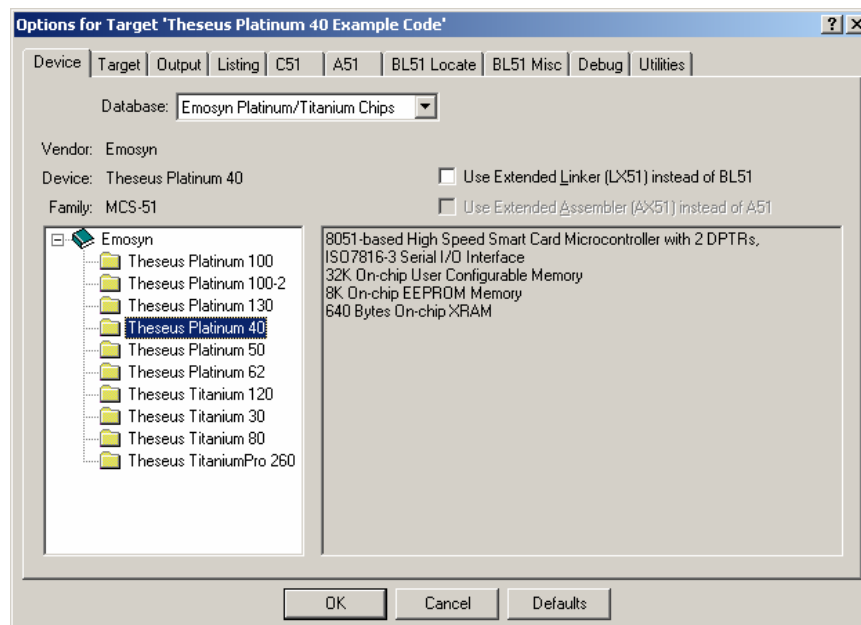 Options for Target 'Theseus Platinum 40 Example Code'
Device Target Output Listing C51 A51 BL51 Locate BL51 Misc Debug Utilities
Database: Emosyn Platinum/Titanium Chips
Vendor: Emosyn
Device: Theseus Platinum 40
Use Extended Linker (LX51) instead of BL51
Family: MCS-51
Use Extended Assembler (AX51) instead of A51
Emosyn
Theseus Platinum 100
Theseus Platinum 100-2
Theseus Platinum 130
Theseus Platinum 40
Theseus Platinum 50
Theseus Platinum 62
Theseus Titanium 120
Theseus Titanium 30
Theseus Titanium 80
Theseus TitaniumPro 260
8051-based High Speed Smart Card Microcontroller with 2 DPTRs,
ISO7816-3 Serial I/O Interface
32K On-chip User Configurable Memory
8K On-chip EEPROM Memory
640 Bytes On-chip XRAM
OK Cancel Defaults